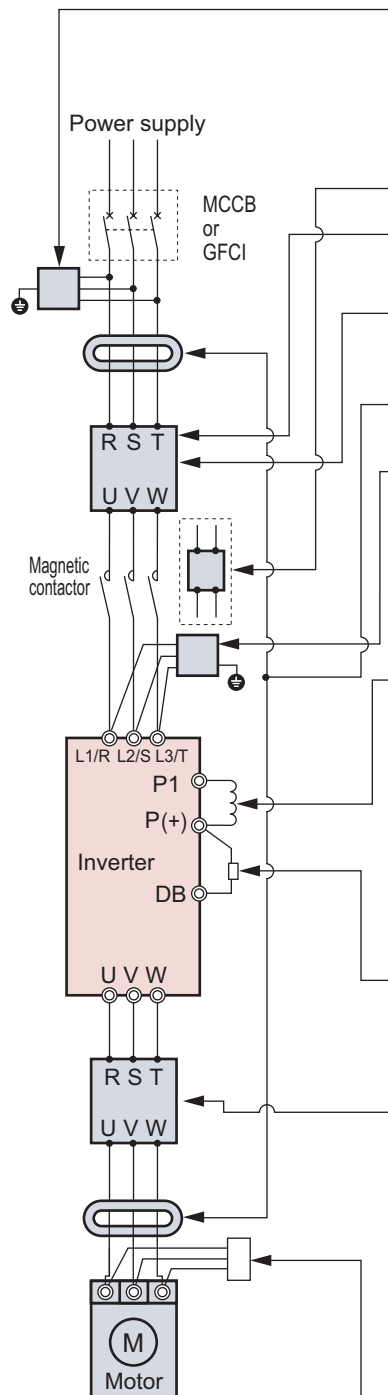 Power supply
MCCB
or
GFCI
R S T
U V W
Magnetic
contactor
L1/R L2/S L3/T
P1
P(+)
Inverter
DB
U V W
R S T
U V W
M
Motor